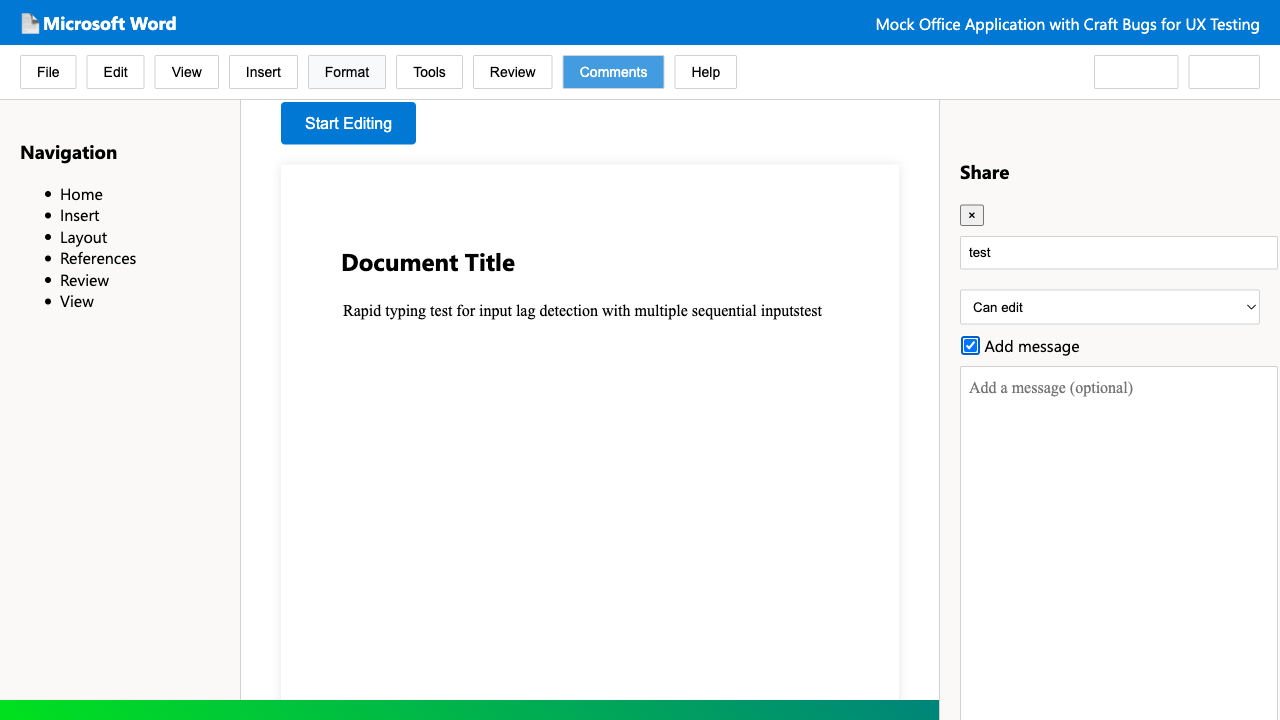 Microsoft Word
Mock Office Application with Craft Bugs for UX Testing
File
Edit
View
Insert
Format
Tools
Review
Comments
Help
Navigation
Home
Insert
Layout
References
Review
View
Start Editing
Document Title
Rapid typing test for input lag detection with multiple sequential inputstest
Share
×
test
Can edit
Add message
Add a message (optional)